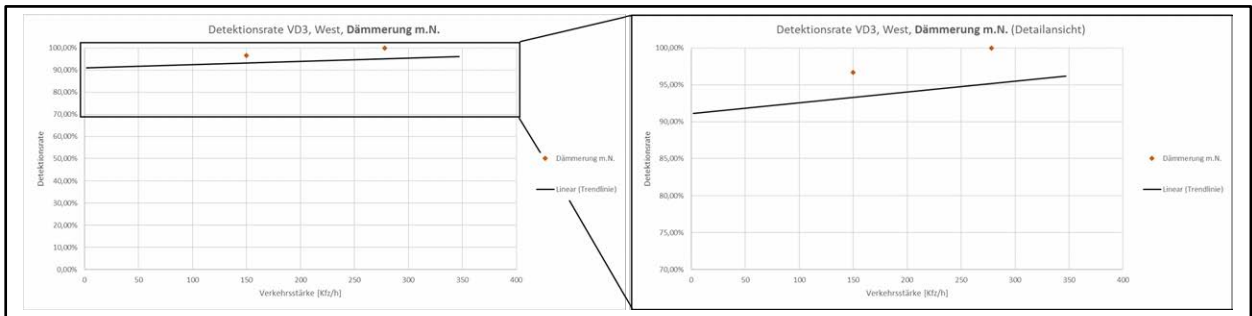 Detektionsrate VD3, West, Dämmerung m.N.
100,00%
90,00%
80,00%
70,00%
60,00%
50,00%
40,00%
30,00%
20,00%
10,00%
0,00%
Detektionsrate
0 50 100 150 200 250 300 350 400
Verkehrsstärke [Kfz/h]
Dämmerung m.N.
Linear (Trendlinie)
Detektionsrate VD3, West, Dämmerung m.N. (Detailansicht)
100,00%
95,00%
90,00%
85,00%
80,00%
75,00%
70,00%
Detektionsrate
0 50 100 150 200 250 300 350 400
Verkehrsstärke [Kfz/h]
Dämmerung m.N.
Linear (Trendlinie)